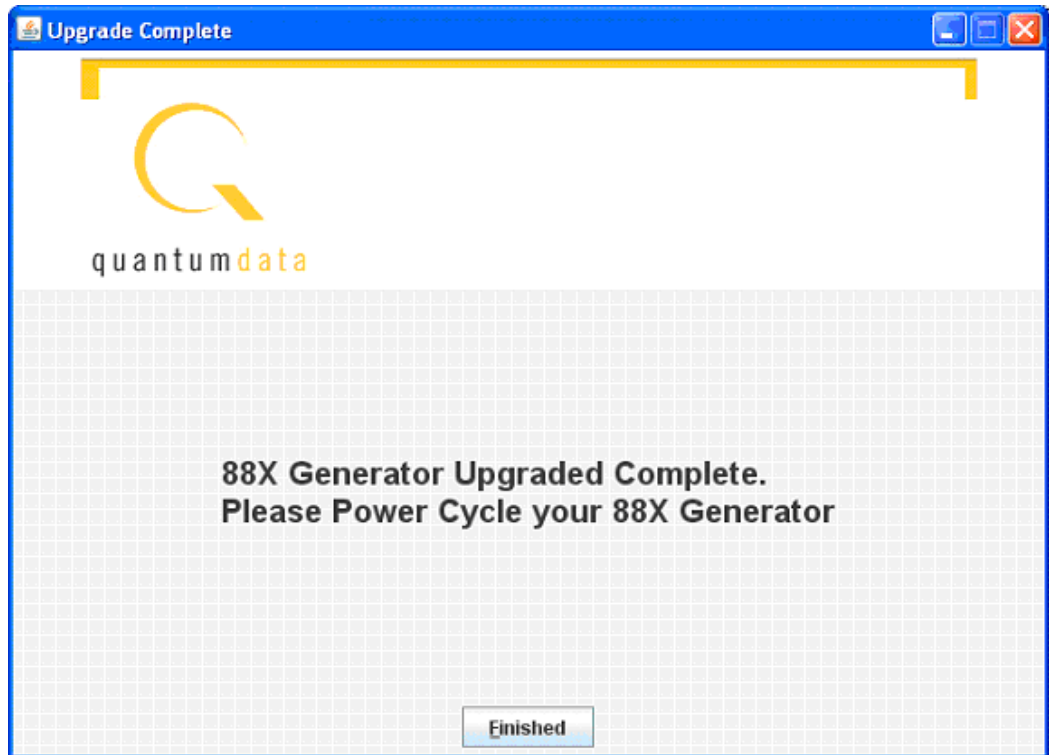 Upgrade Complete
quantumdata
88X Generator Upgraded Complete.
Please Power Cycle your 88X Generator
Finished